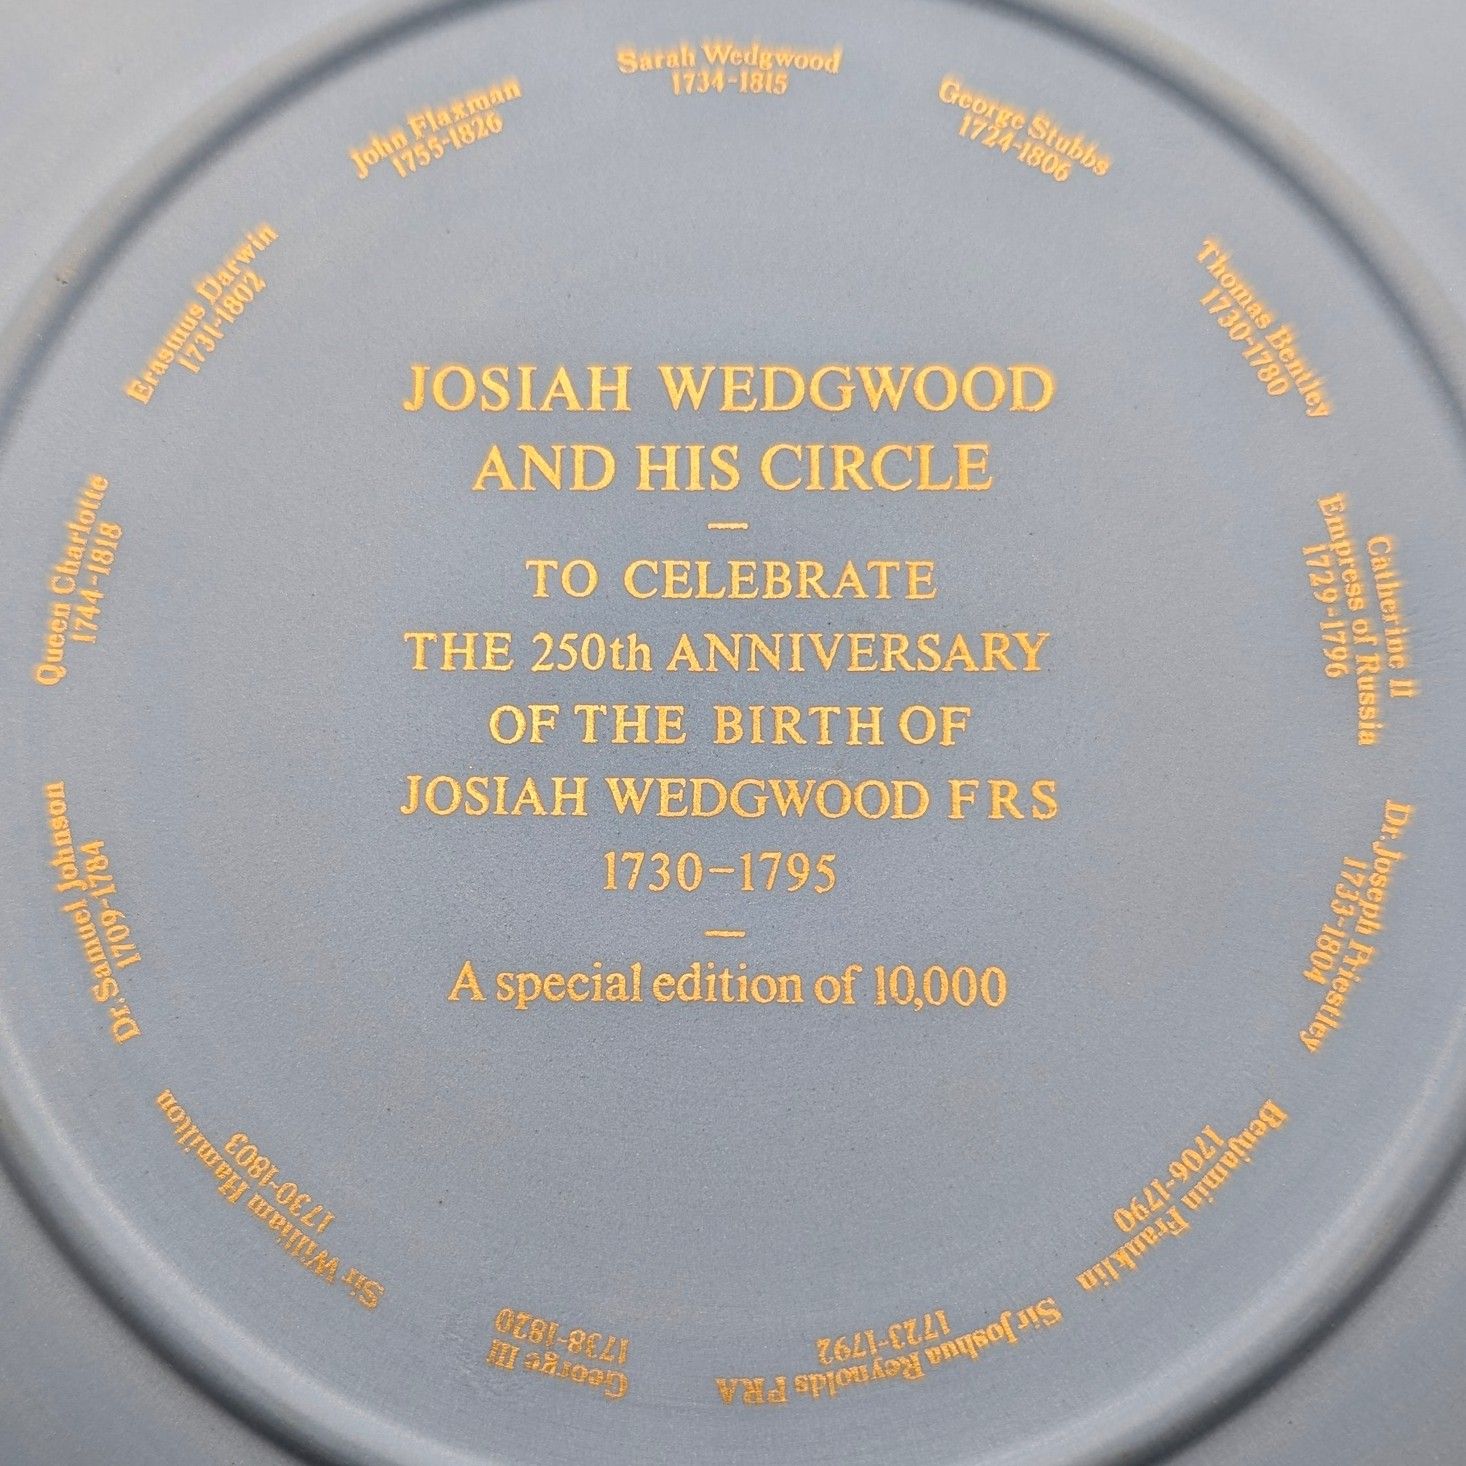 JOSIAH WEDGWOOD
AND HIS CIRCLE
—
TO CELEBRATE
THE 250th ANNIVERSARY
OF THE BIRTH OF
JOSIAH WEDGWOOD FRS
1730–1795
—
A special edition of 10,000
Sarah Wedgwood
1734-1815
George Stubbs
1724-1806
Thomas Bentley
1730-1780
Catherine II
Empress of Russia
1729-1796
Dr. Joseph Priestley
1733-1804
Benjamin Franklin
1706-1790
Sir Joshua Reynolds PRA
1723-1792
George III
1738-1820
Sir William Hamilton
1730-1803
Dr. Samuel Johnson
1709-1784
Queen Charlotte
1744-1818
Erasmus Darwin
1731-1802
John Flaxman
1755-1826